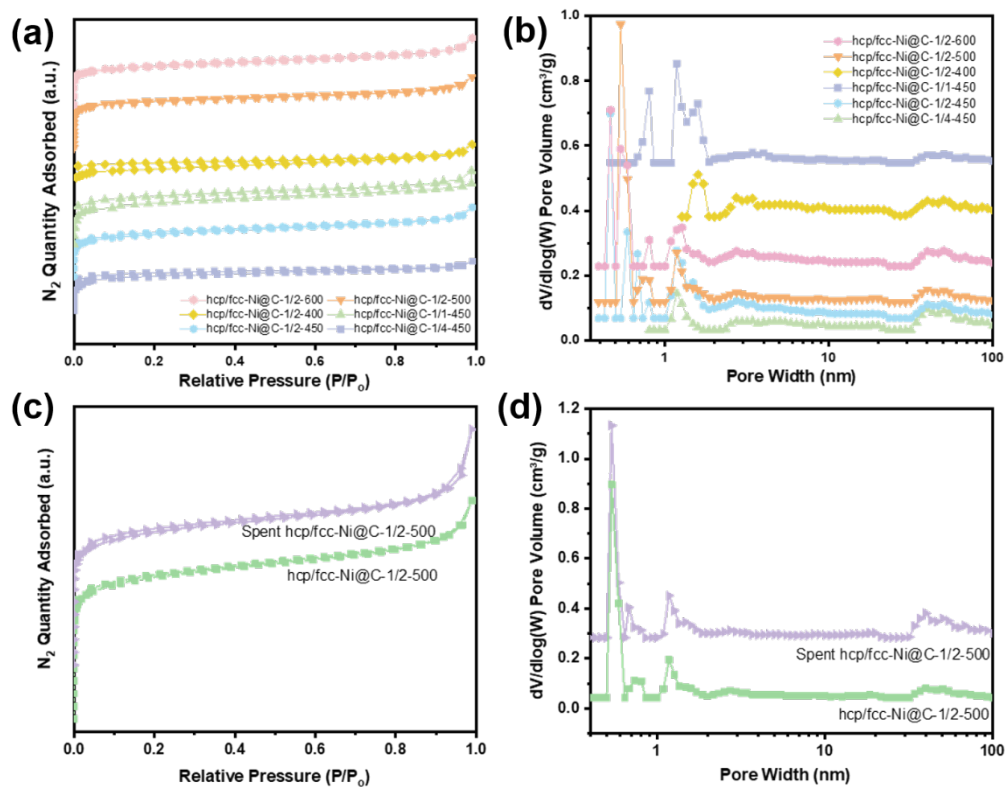 (a)
N₂ Quantity Adsorbed (a.u.)
hcp/fcc-Ni@C-1/2-600
hcp/fcc-Ni@C-1/2-500
hcp/fcc-Ni@C-1/2-400
hcp/fcc-Ni@C-1/1-450
hcp/fcc-Ni@C-1/2-450
hcp/fcc-Ni@C-1/4-450
0.0 0.2 0.4 0.6 0.8 1.0
Relative Pressure (P/Pₒ)
(b)
dV/dlog(W) Pore Volume (cm³/g)
1.0
0.8
0.6
0.4
0.2
0.0
hcp/fcc-Ni@C-1/2-600
hcp/fcc-Ni@C-1/2-500
hcp/fcc-Ni@C-1/2-400
hcp/fcc-Ni@C-1/1-450
hcp/fcc-Ni@C-1/2-450
hcp/fcc-Ni@C-1/4-450
1 10 100
Pore Width (nm)
(c)
N₂ Quantity Adsorbed (a.u.)
Spent hcp/fcc-Ni@C-1/2-500
hcp/fcc-Ni@C-1/2-500
0.0 0.2 0.4 0.6 0.8 1.0
Relative Pressure (P/Pₒ)
(d)
dV/dlog(W) Pore Volume (cm³/g)
1.2
1.0
0.8
0.6
0.4
0.2
0.0
Spent hcp/fcc-Ni@C-1/2-500
hcp/fcc-Ni@C-1/2-500
1 10 100
Pore Width (nm)